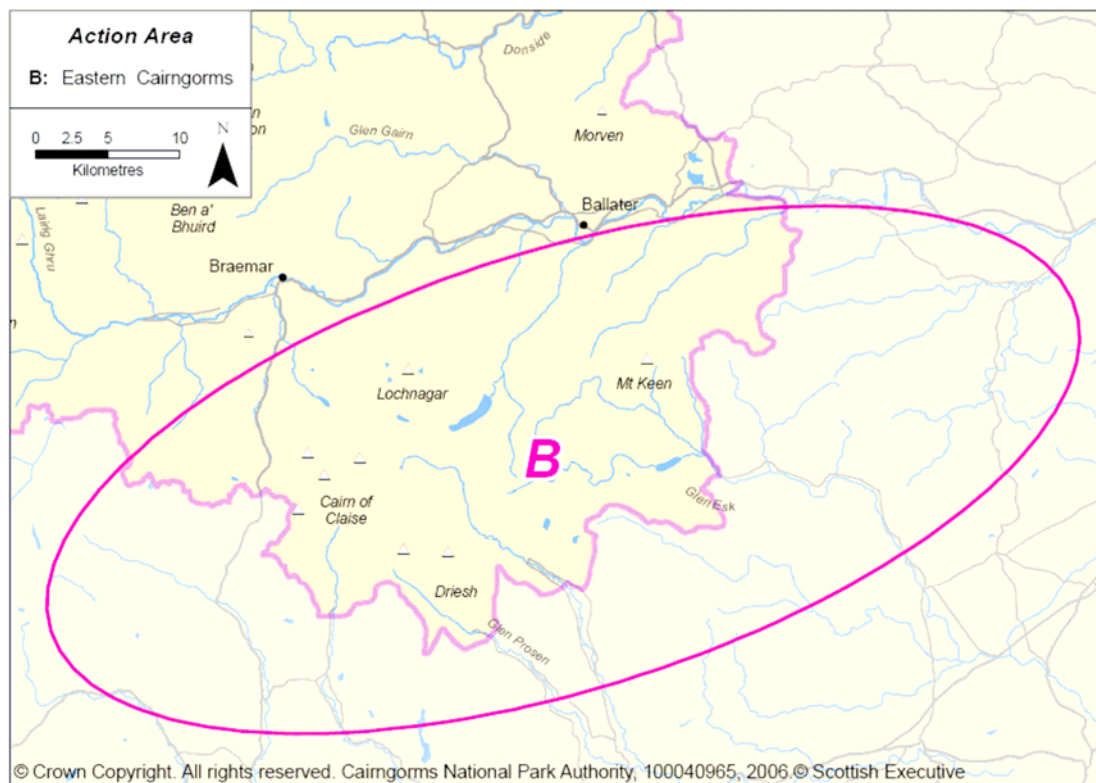 Action Area
B: Eastern Cairngorms
0 2.5 5 10
Kilometres
N
Donside
on
Glen Gairn
Morven
Lairig Ghru
Ben a'
Bhuird
Ballater
Braemar
n
Lochnagar
Mt Keen
B
Cairn of
Claise
Glen Esk
Driesh
Glen Prosen
© Crown Copyright. All rights reserved. Cairngorms National Park Authority, 100040965, 2006.© Scottish Executive